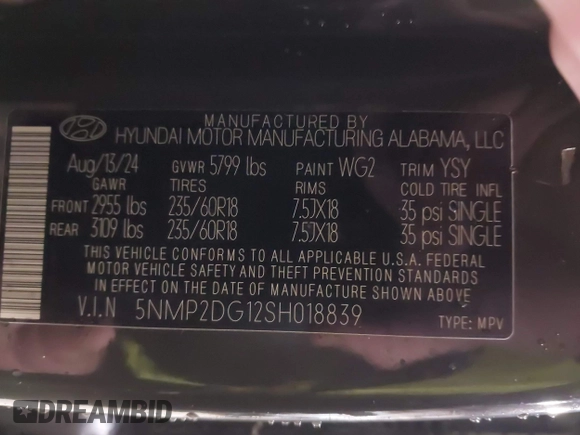 MANUFACTURED BY
HYUNDAI MOTOR MANUFACTURING ALABAMA, LLC
Aug/13/24 GVWR 5799 lbs PAINT WG2 TRIM YSY
GAWR TIRES RIMS COLD TIRE INFL
FRONT 2955 lbs 235/60R18 7.5JX18 35 psi SINGLE
REAR 3109 lbs 235/60R18 7.5JX18 35 psi SINGLE
THIS VEHICLE CONFORMS TO ALL APPLICABLE U.S.A. FEDERAL
MOTOR VEHICLE SAFETY AND THEFT PREVENTION STANDARDS
IN EFFECT ON THE DATE OF MANUFACTURE SHOWN ABOVE.
V.I.N 5NMP2DG12SH018839 TYPE: MPV
DREAMBID